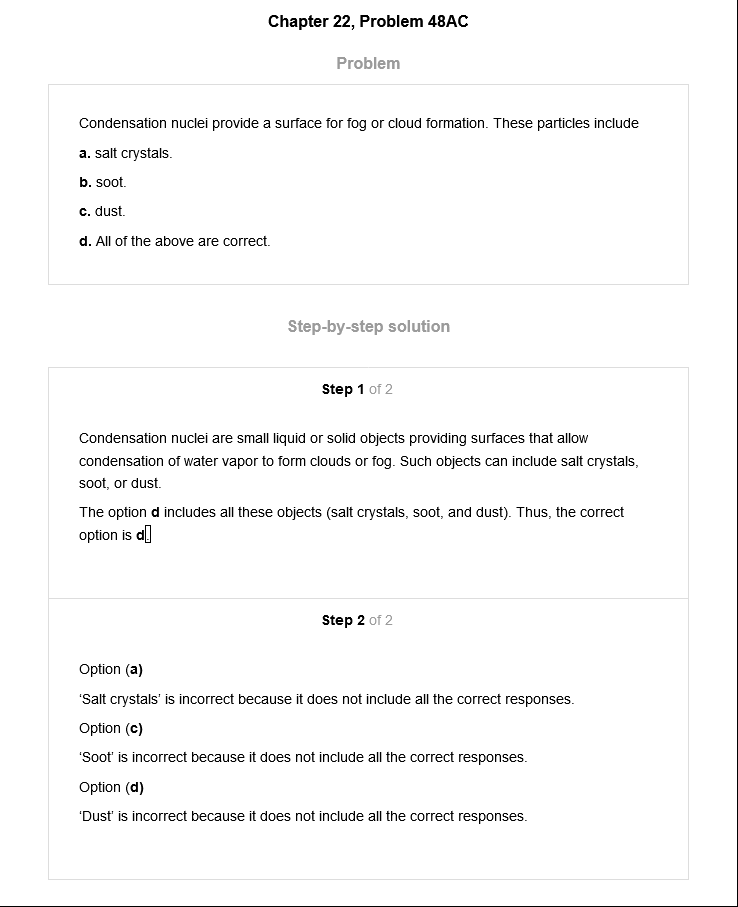 Chapter 22, Problem 48AC
Problem
Condensation nuclei provide a surface for fog or cloud formation. These particles include
a. salt crystals.
b. soot.
c. dust.
d. All of the above are correct.
Step-by-step solution
Step 1 of 2
Condensation nuclei are small liquid or solid objects providing surfaces that allow
condensation of water vapor to form clouds or fog. Such objects can include salt crystals,
soot, or dust.
The option d includes all these objects (salt crystals, soot, and dust). Thus, the correct
option is d.
Step 2 of 2
Option (a)
‘Salt crystals’ is incorrect because it does not include all the correct responses.
Option (c)
‘Soot’ is incorrect because it does not include all the correct responses.
Option (d)
‘Dust’ is incorrect because it does not include all the correct responses.